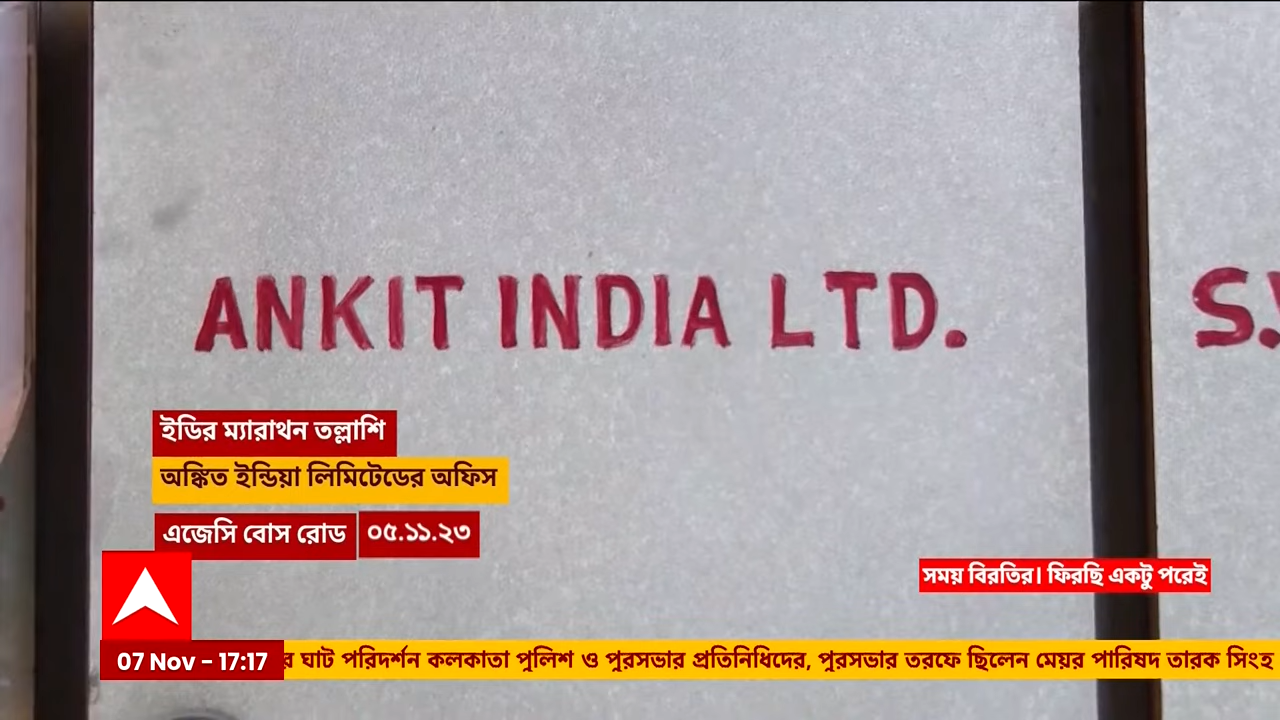 ANKIT INDIA LTD.
ইডির ম্যারাথন তল্লাশি
অঙ্কিত ইন্ডিয়া লিমিটেডের অফিস
এজেসি বোস রোড ০৫.১১.২৩
সময় বিরতির। ফিরছি একটু পরেই
07 Nov - 17:17 ঘাট পরিদর্শন কলকাতা পুলিশ ও পুরসভার প্রতিনিধিদের, পুরসভার তরফে ছিলেন মেয়র পারিষদ তারক সিংহ